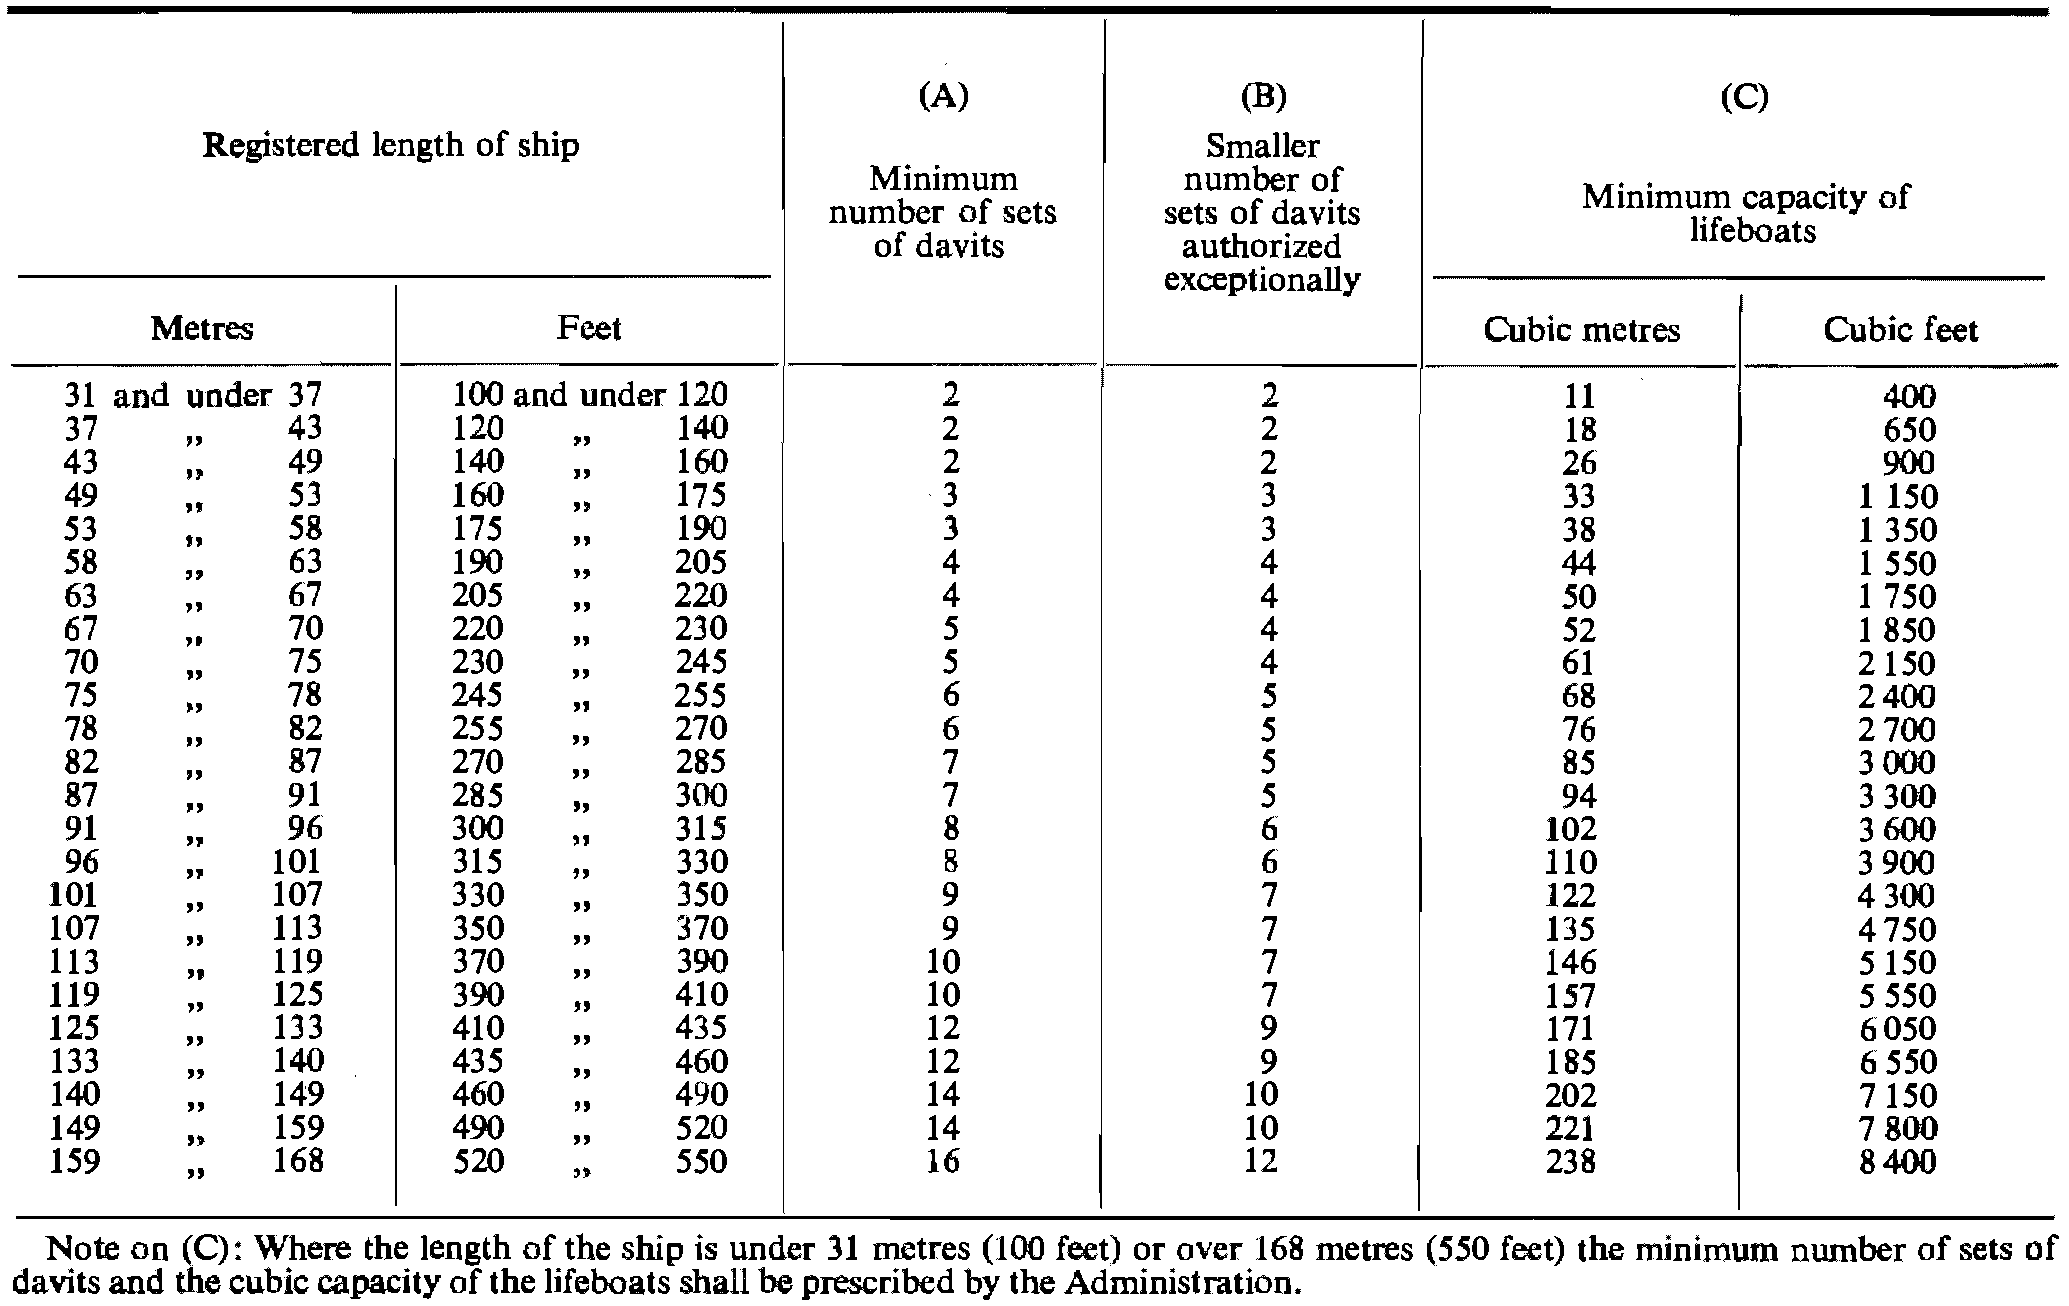 Registered length of ship
(A)
Minimum
number of sets
of davits
(B)
Smaller
number of
sets of davits
authorized
exceptionally
(C)
Minimum capacity of
lifeboats
Metres Feet Cubic metres Cubic feet
31 and under 37 100 and under 120 2 2 11 400
37 ,, 43 120 ,, 140 2 2 18 650
43 ,, 49 140 ,, 160 2 2 26 900
49 ,, 53 160 ,, 175 3 3 33 1 150
53 ,, 58 175 ,, 190 3 3 38 1 350
58 ,, 63 190 ,, 205 4 4 44 1 550
63 ,, 67 205 ,, 220 4 4 50 1 750
67 ,, 70 220 ,, 230 5 4 52 1 850
70 ,, 75 230 ,, 245 5 4 61 2 150
75 ,, 78 245 ,, 255 6 5 68 2 400
78 ,, 82 255 ,, 270 6 5 76 2 700
82 ,, 87 270 ,, 285 7 5 85 3 000
87 ,, 91 285 ,, 300 7 5 94 3 300
91 ,, 96 300 ,, 315 8 6 102 3 600
96 ,, 101 315 ,, 330 8 6 110 3 900
101 ,, 107 330 ,, 350 9 7 122 4 300
107 ,, 113 350 ,, 370 9 7 135 4 750
113 ,, 119 370 ,, 390 10 7 146 5 150
119 ,, 125 390 ,, 410 10 7 157 5 550
125 ,, 133 410 ,, 435 12 9 171 6 050
133 ,, 140 435 ,, 460 12 9 185 6 550
140 ,, 149 460 ,, 490 14 10 202 7 150
149 ,, 159 490 ,, 520 14 10 221 7 800
159 ,, 168 520 ,, 550 16 12 238 8 400
Note on (C): Where the length of the ship is under 31 metres (100 feet) or over 168 metres (550 feet) the minimum number of sets of
davits and the cubic capacity of the lifeboats shall be prescribed by the Administration.